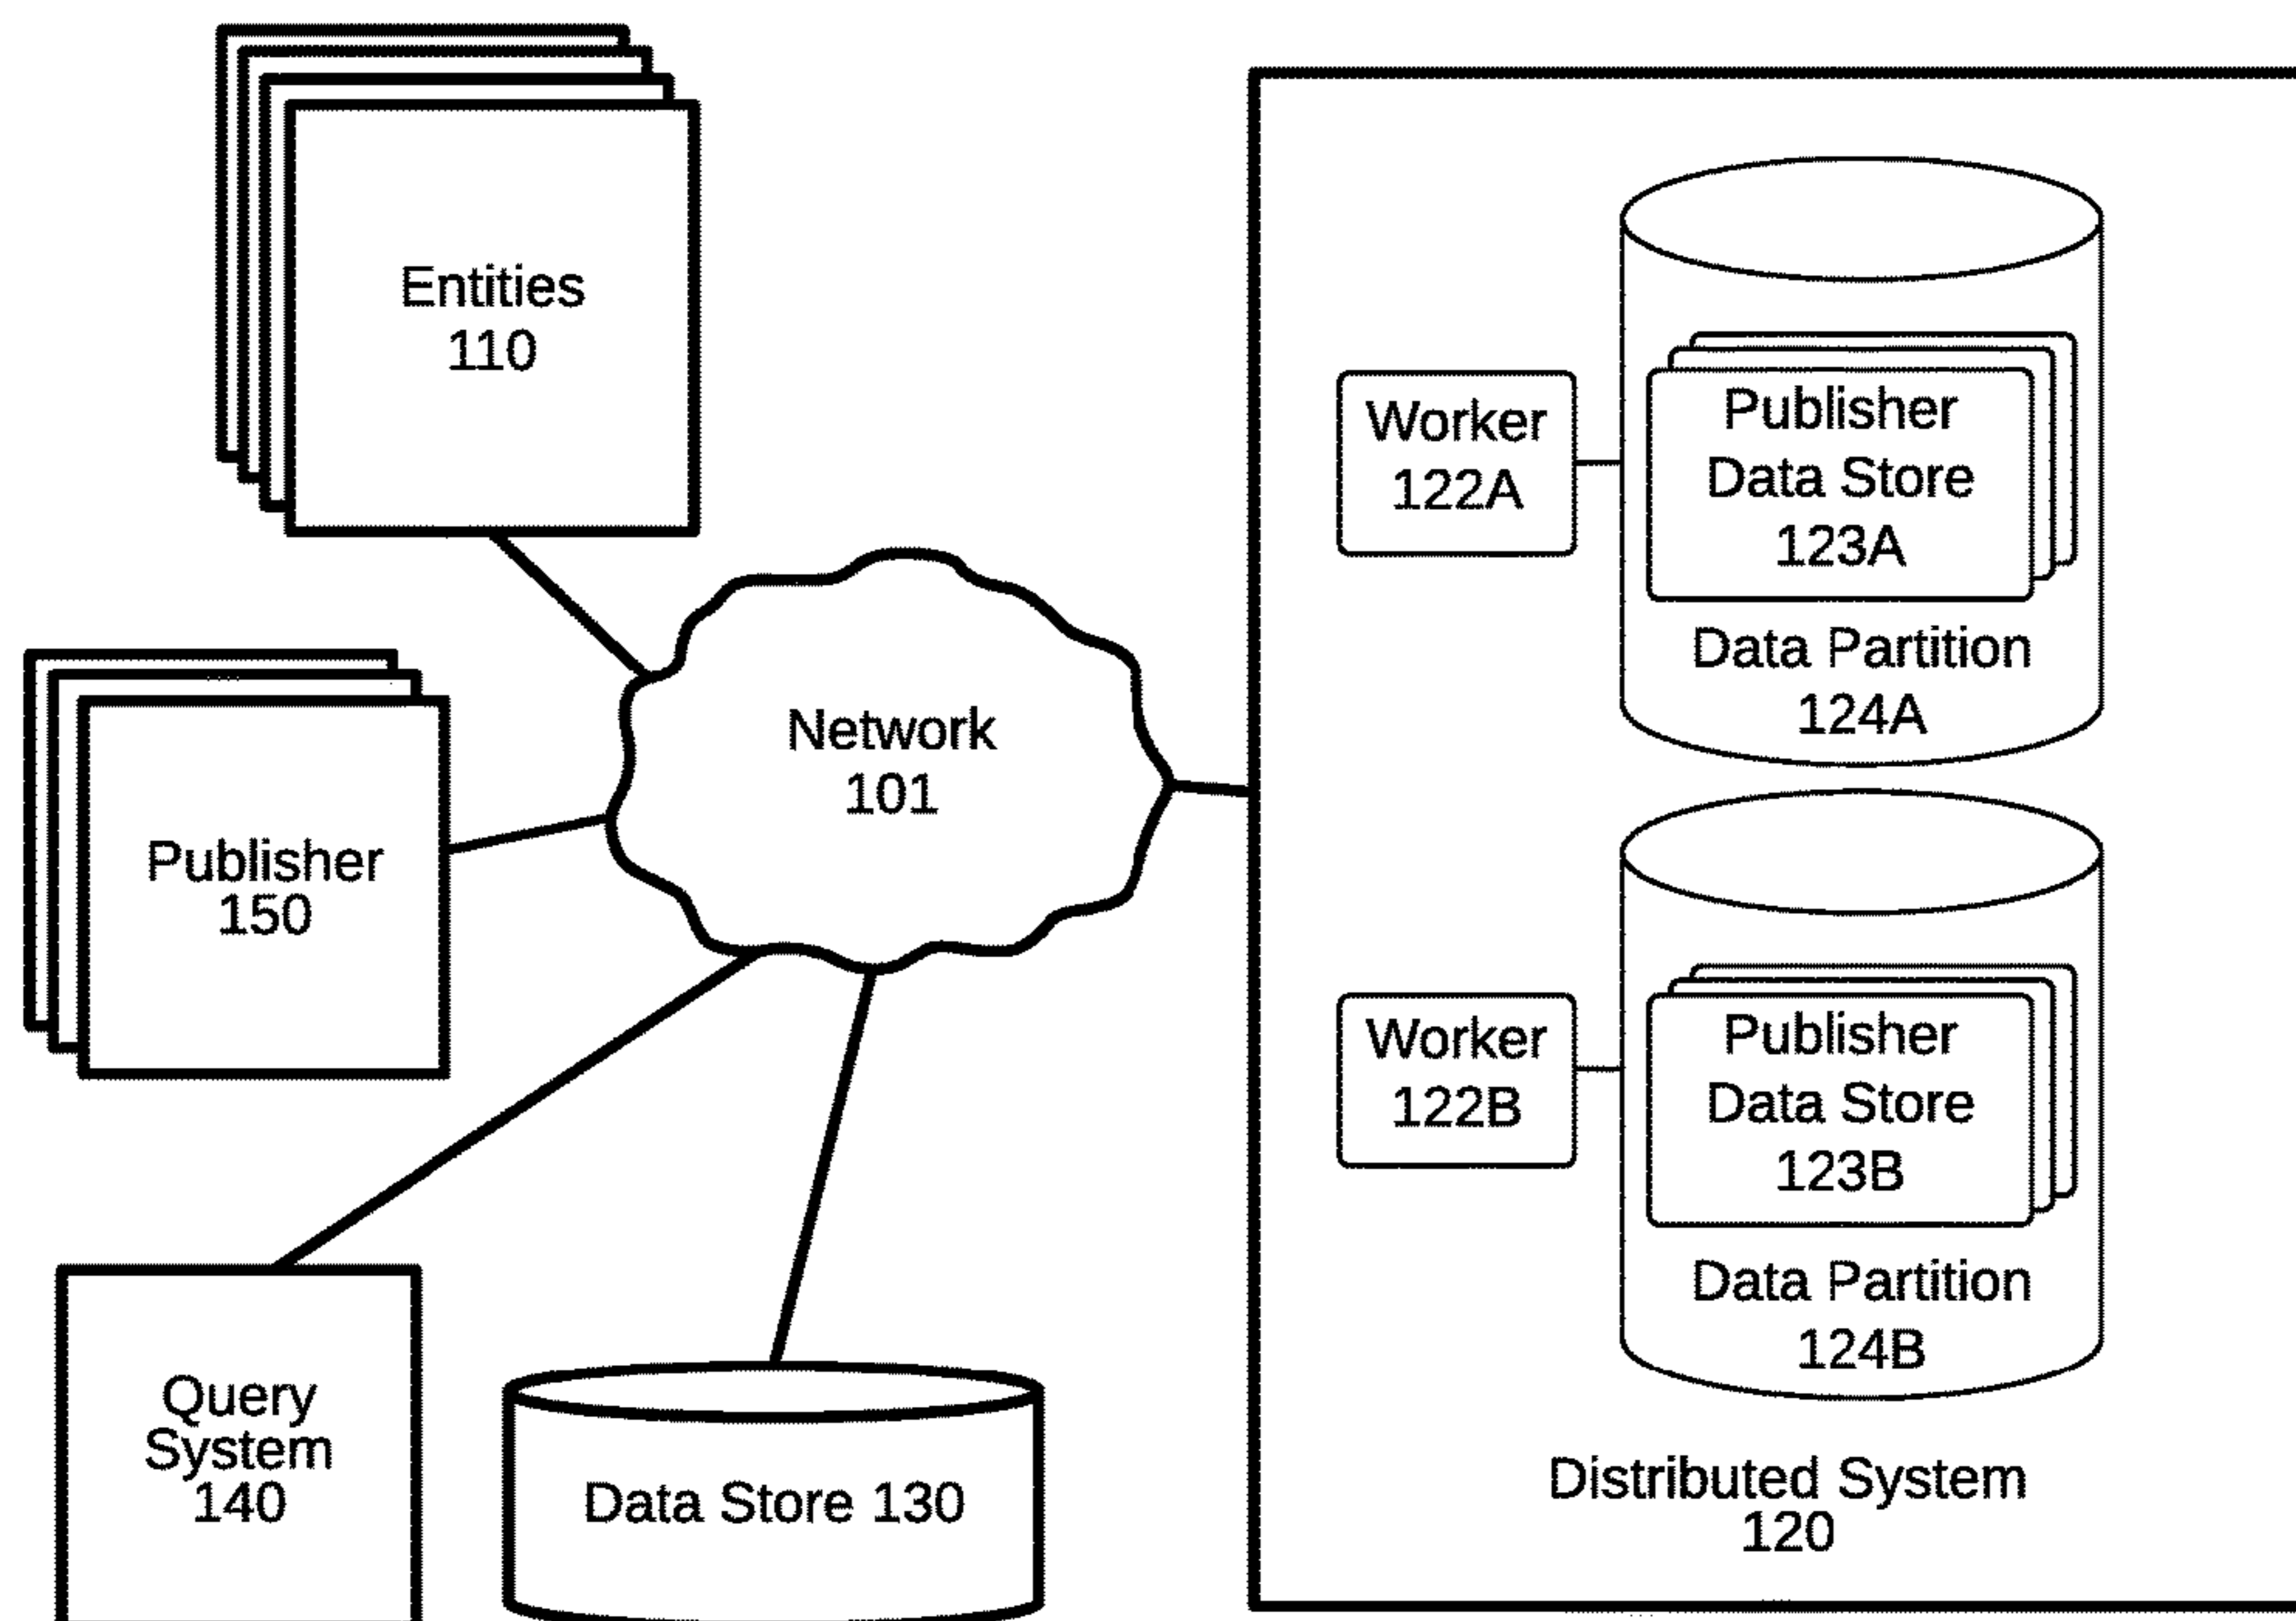 Entities
110
Publisher
150
Network
101
Query
System
140
Data Store 130
Worker
122A
Publisher
Data Store
123A
Data Partition
124A
Worker
122B
Publisher
Data Store
123B
Data Partition
124B
Distributed System
120